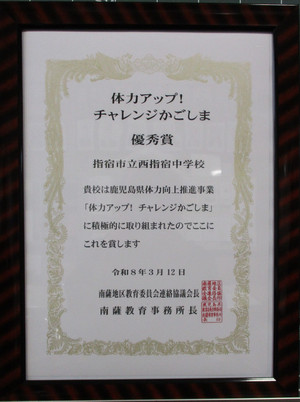 体力アップ!
チャレンジかごしま
優秀賞
指宿市立西指宿中学校
貴校は鹿児島県体力向上推進事業
「体力アップ! チャレンジかごしま」
に積極的に取り組まれたのでここに
これを賞します
令和8年3月12日
南薩地区教育委員会連絡協議会長
南薩教育事務所長